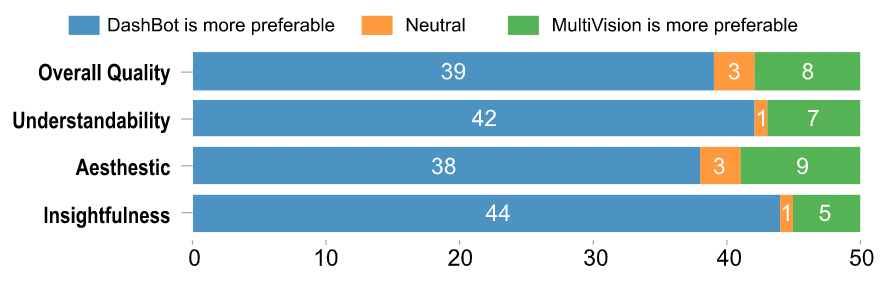 DashBot is more preferable Neutral MultiVision is more preferable
Overall Quality 39 3 8
Understandability 42 1 7
Aesthestic 38 3 9
Insightfulness 44 1 5
0 10 20 30 40 50